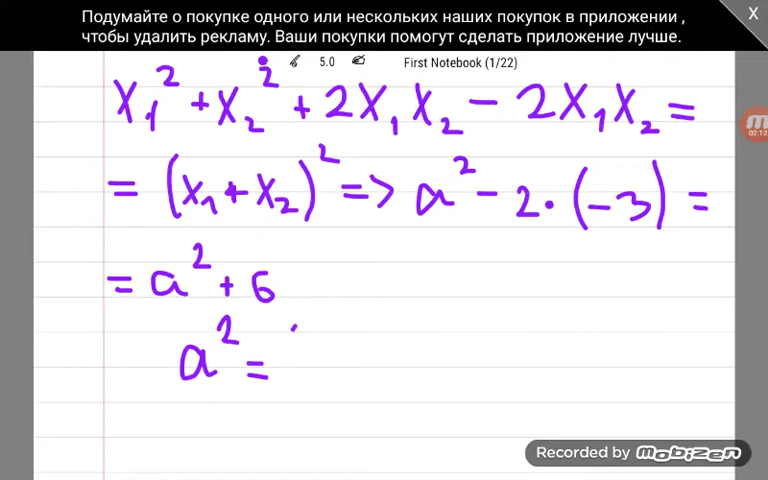 Подумайте о покупке одного или нескольких наших покупок в приложении ,
чтобы удалить рекламу. Ваши покупки помогут сделать приложение лучше.
X
5.0 First Notebook (1/22)
x₁² + x₂² + 2x₁x₂ − 2x₁x₂ =
= (x₁ + x₂)² => a² − 2 · (−3) =
= a² + 6
a² =
02:12
Recorded by mobizen